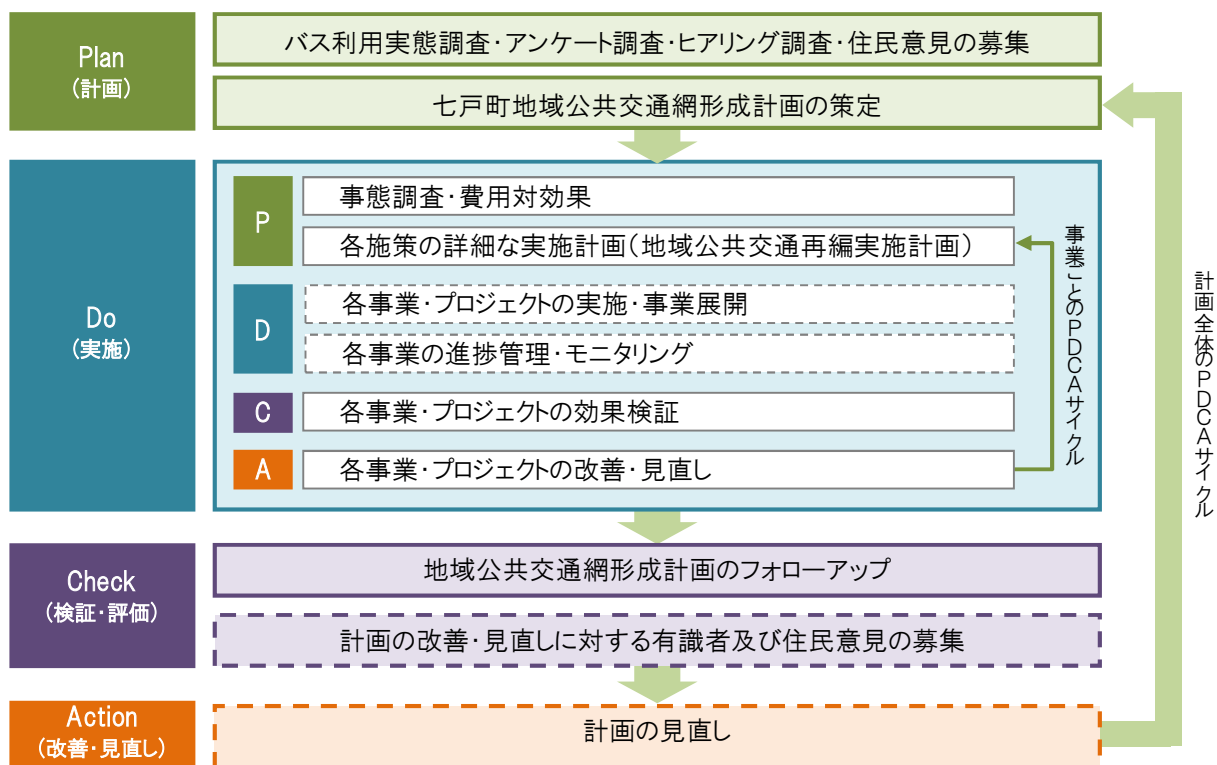 Plan
(計画)
バス利用実態調査・アンケート調査・ヒアリング調査・住民意見の募集
七戸町地域公共交通網形成計画の策定
Do
(実施)
P
事態調査・費用対効果
各施策の詳細な実施計画(地域公共交通再編実施計画)
D
各事業・プロジェクトの実施・事業展開
各事業の進捗管理・モニタリング
C
各事業・プロジェクトの効果検証
A
各事業・プロジェクトの改善・見直し
事業ごとのPDCAサイクル
計画全体のPDCAサイクル
Check
(検証・評価)
地域公共交通網形成計画のフォローアップ
計画の改善・見直しに対する有識者及び住民意見の募集
Action
(改善・見直し)
計画の見直し